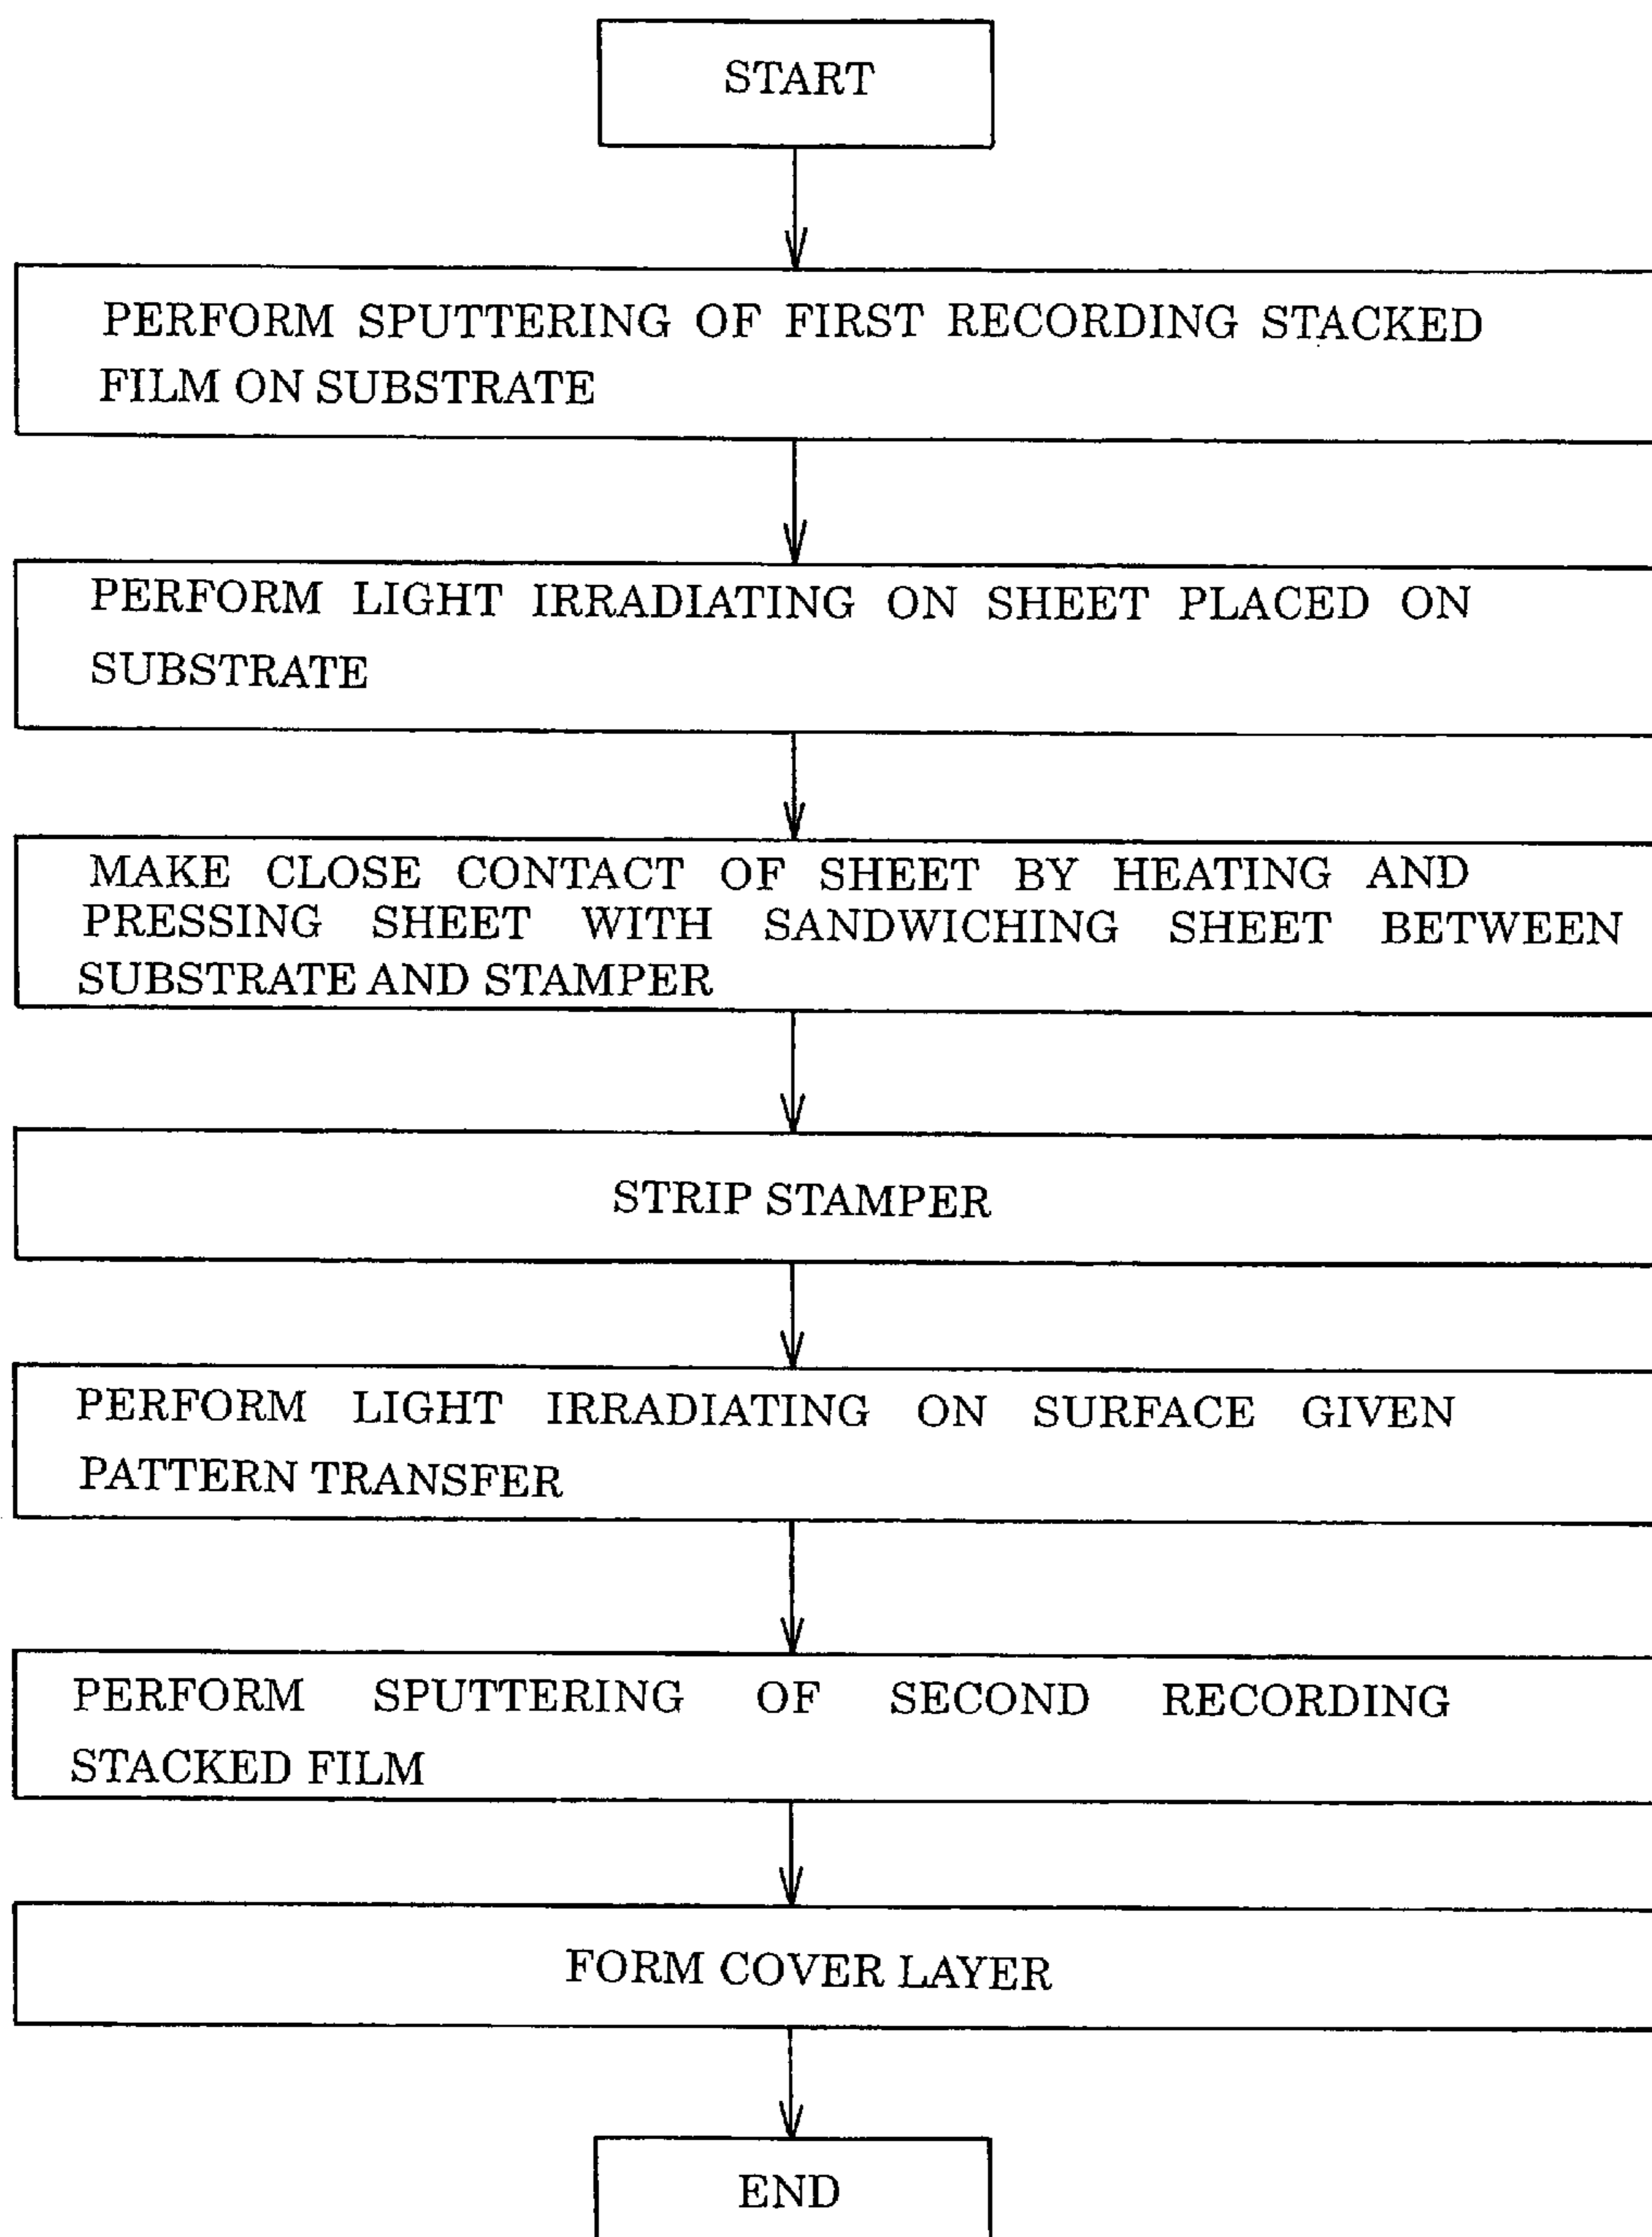 START
PERFORM SPUTTERING OF FIRST RECORDING STACKED
FILM ON SUBSTRATE
PERFORM LIGHT IRRADIATING ON SHEET PLACED ON
SUBSTRATE
MAKE CLOSE CONTACT OF SHEET BY HEATING AND
PRESSING SHEET WITH SANDWICHING SHEET BETWEEN
SUBSTRATE AND STAMPER
STRIP STAMPER
PERFORM LIGHT IRRADIATING ON SURFACE GIVEN
PATTERN TRANSFER
PERFORM SPUTTERING OF SECOND RECORDING
STACKED FILM
FORM COVER LAYER
END